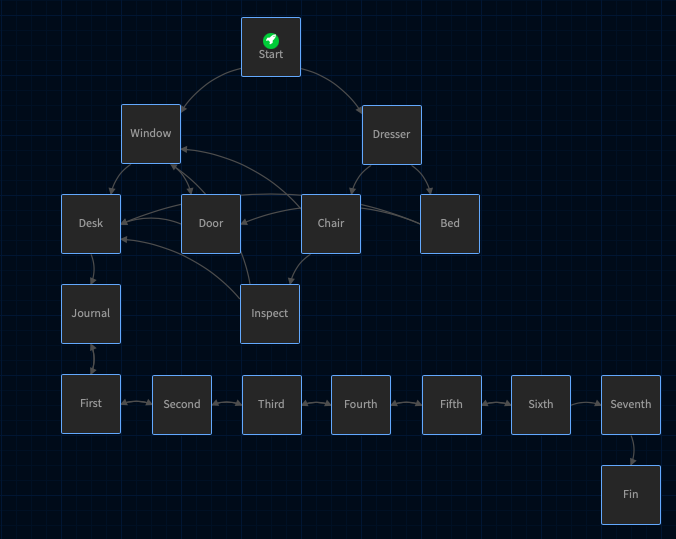 Start
Window
Dresser
Desk
Door
Chair
Bed
Journal
Inspect
First
Second
Third
Fourth
Fifth
Sixth
Seventh
Fin